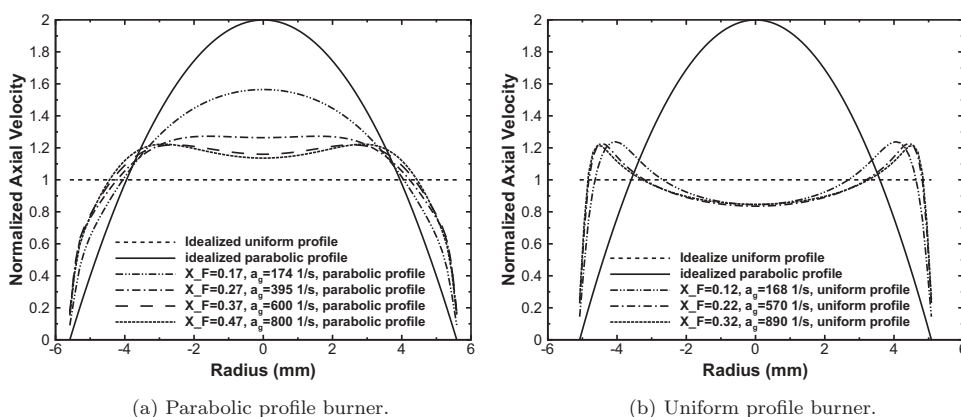 Normalized Axial Velocity
2
1.8
1.6
1.4
1.2
1
0.8
0.6
0.4
0.2
0
-6 -4 -2 0 2 4 6
Radius (mm)
Idealized uniform profile
idealized parabolic profile
X_F=0.17, a_g=174 1/s, parabolic profile
X_F=0.27, a_g=395 1/s, parabolic profile
X_F=0.37, a_g=600 1/s, parabolic profile
X_F=0.47, a_g=800 1/s, parabolic profile
(a) Parabolic profile burner.
Normalized Axial Velocity
2
1.8
1.6
1.4
1.2
1
0.8
0.6
0.4
0.2
0
-6 -4 -2 0 2 4 6
Radius (mm)
Idealize uniform profile
idealized parabolic profile
X_F=0.12, a_g=168 1/s, uniform profile
X_F=0.22, a_g=570 1/s, uniform profile
X_F=0.32, a_g=890 1/s, uniform profile
(b) Uniform profile burner.